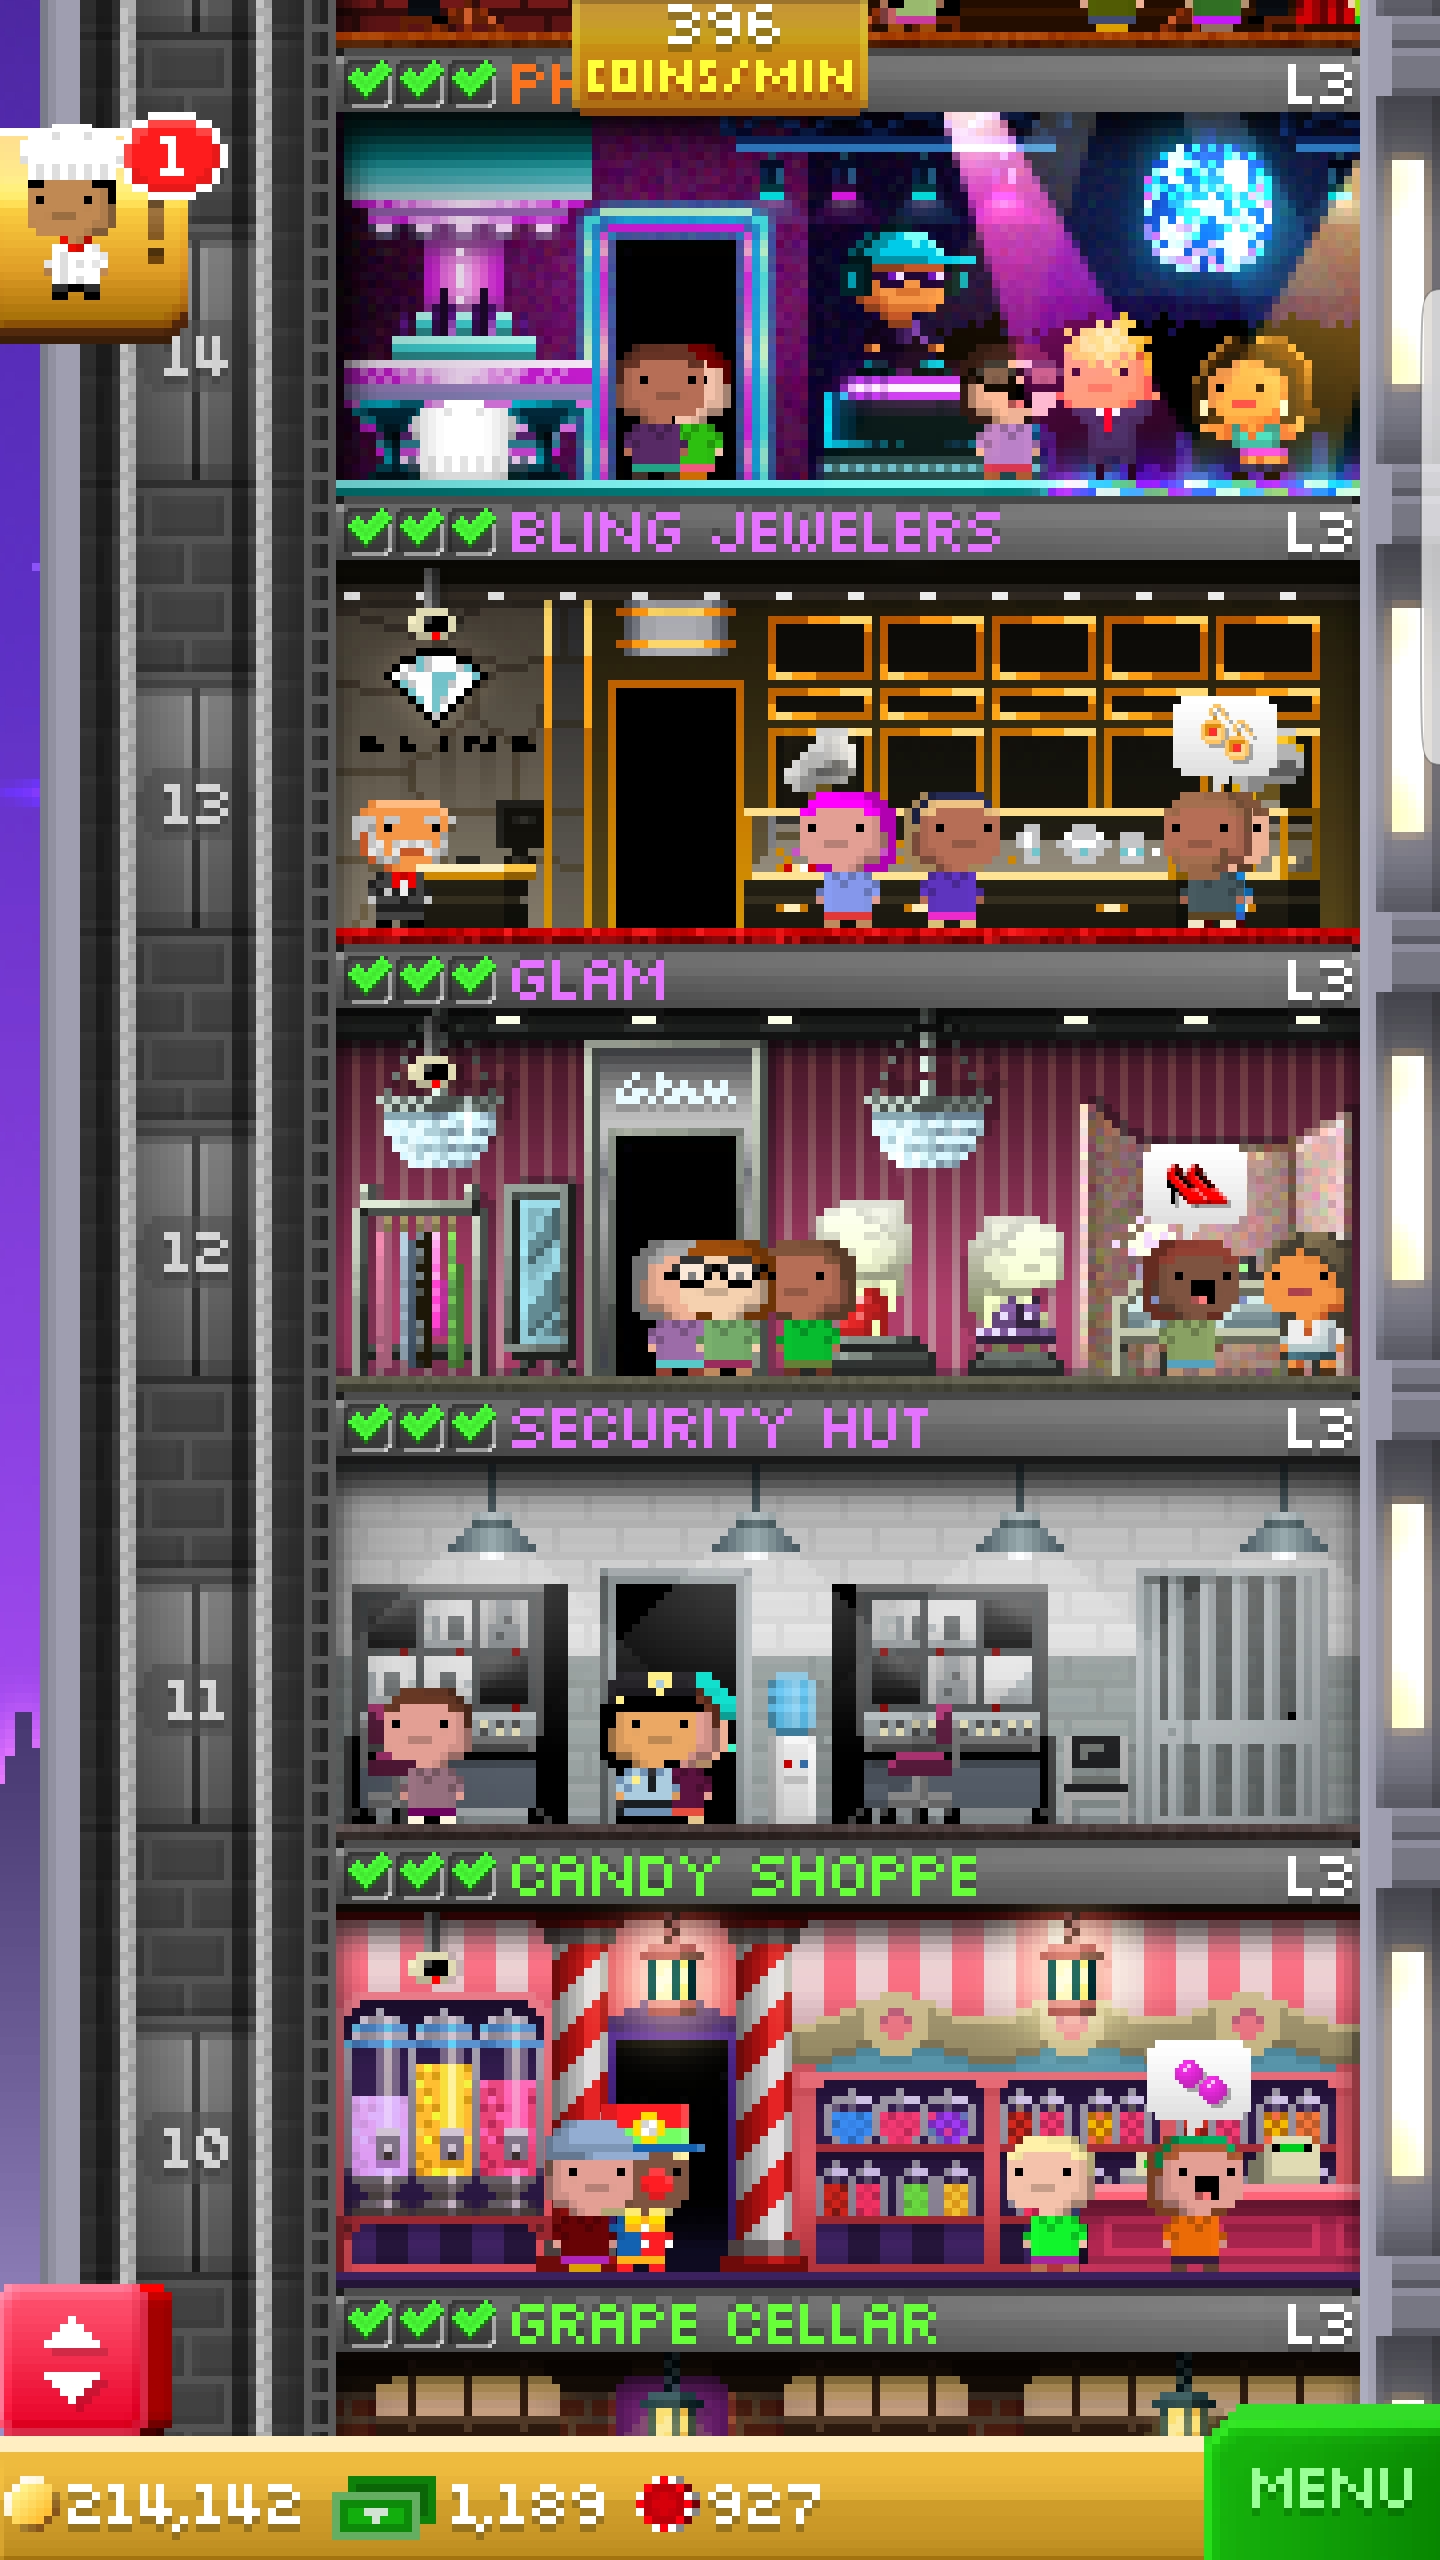 396
COINS/MIN
PH
L3
1
14
BLING JEWELERS
L3
BLING
13
GLAM
L3
Glam
12
SECURITY HUT
L3
11
CANDY SHOPPE
L3
10
GRAPE CELLAR
L3
214,142
1,189
927
MENU